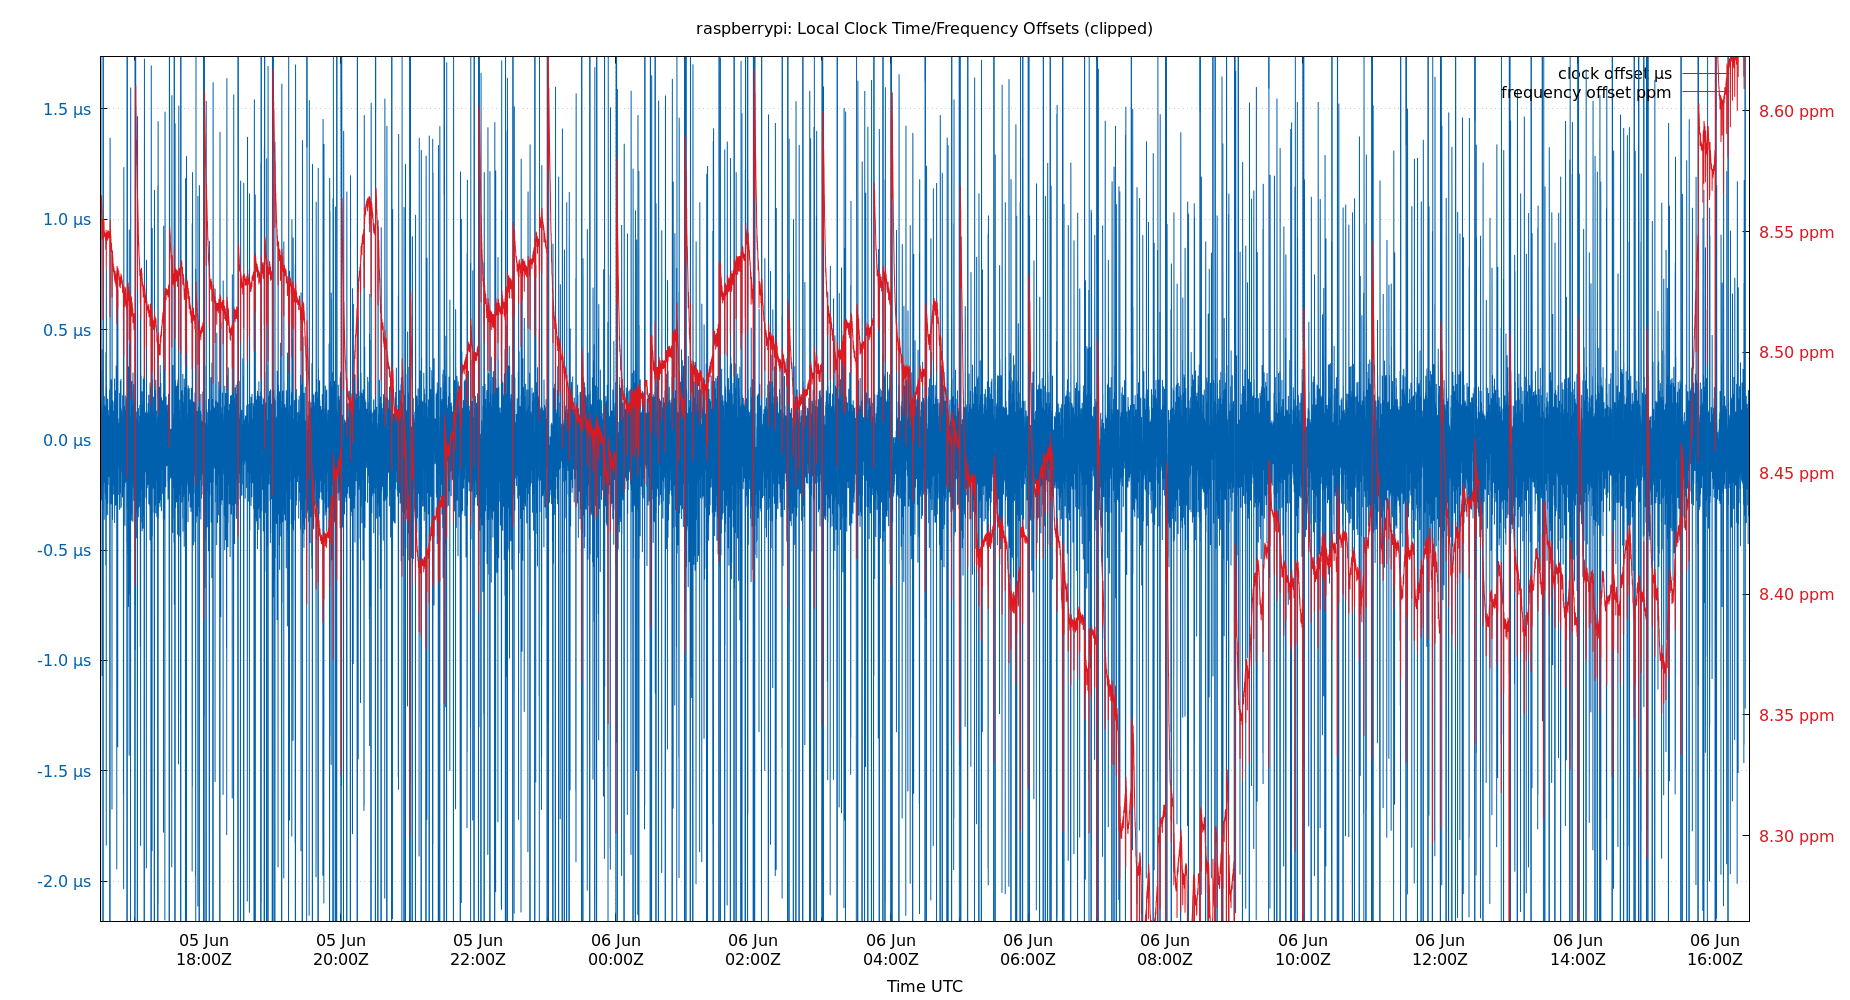 raspberrypi: Local Clock Time/Frequency Offsets (clipped)
clock offset µs
frequency offset ppm
1.5 µs
1.0 µs
0.5 µs
0.0 µs
-0.5 µs
-1.0 µs
-1.5 µs
-2.0 µs
8.60 ppm
8.55 ppm
8.50 ppm
8.45 ppm
8.40 ppm
8.35 ppm
8.30 ppm
05 Jun 05 Jun 05 Jun 06 Jun 06 Jun 06 Jun 06 Jun 06 Jun 06 Jun 06 Jun 06 Jun 06 Jun
18:00Z 20:00Z 22:00Z 00:00Z 02:00Z 04:00Z 06:00Z 08:00Z 10:00Z 12:00Z 14:00Z 16:00Z
Time UTC